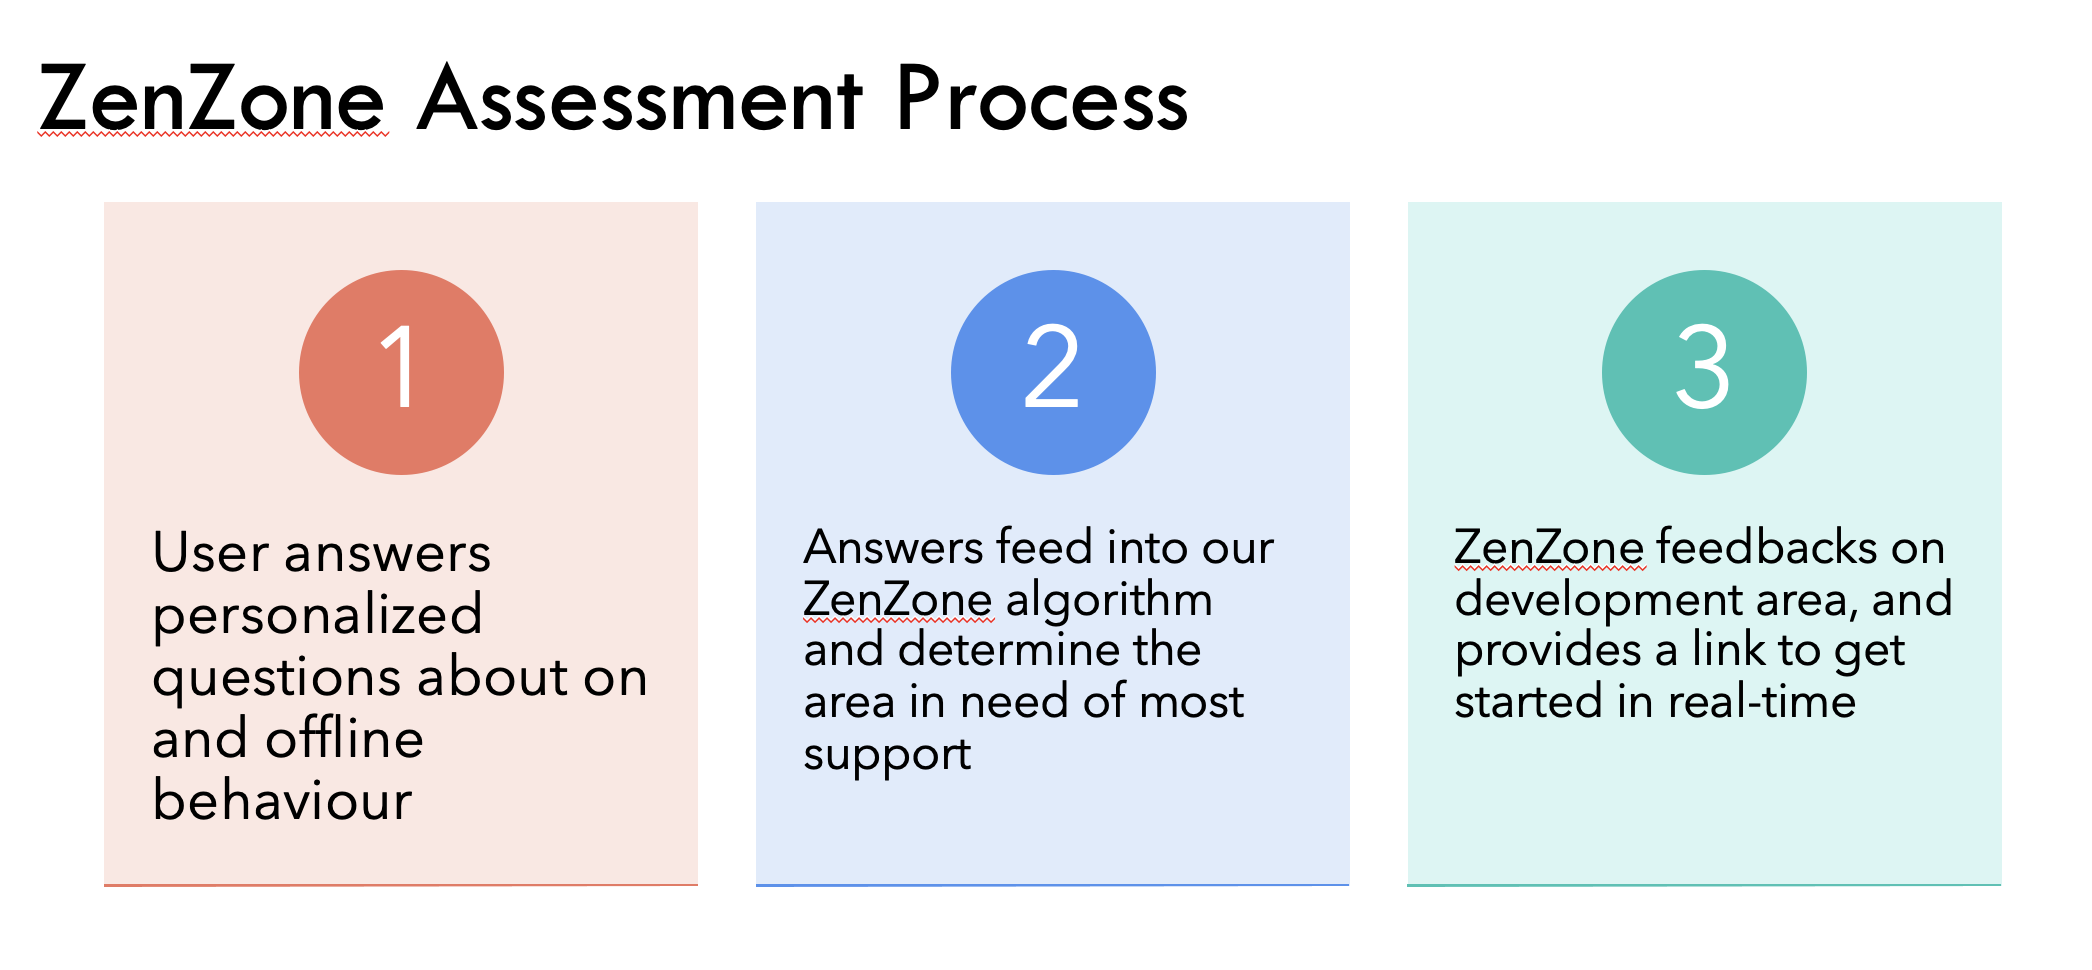 ZenZone Assessment Process
1
User answers
personalized
questions about on
and offline
behaviour
2
Answers feed into our
ZenZone algorithm
and determine the
area in need of most
support
3
ZenZone feedbacks on
development area, and
provides a link to get
started in real-time